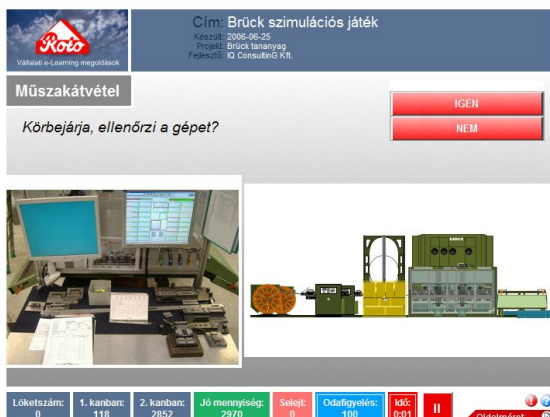 Roto
Vállalati e-Learning megoldások
Cím: Brück szimulációs játék
Készült: 2006-06-25
Projekt: Brück tananyag
Fejlesztő: IQ ConsultinG Kft.
Műszakátvétel
IGEN
NEM
Körbejárja, ellenőrzi a gépet?
Löketszám:
0
1. kanban:
118
2. kanban:
2852
Jó mennyiség:
2970
Selejt:
0
Odafigyelés:
100
Idő:
0:01
Oldalméret: